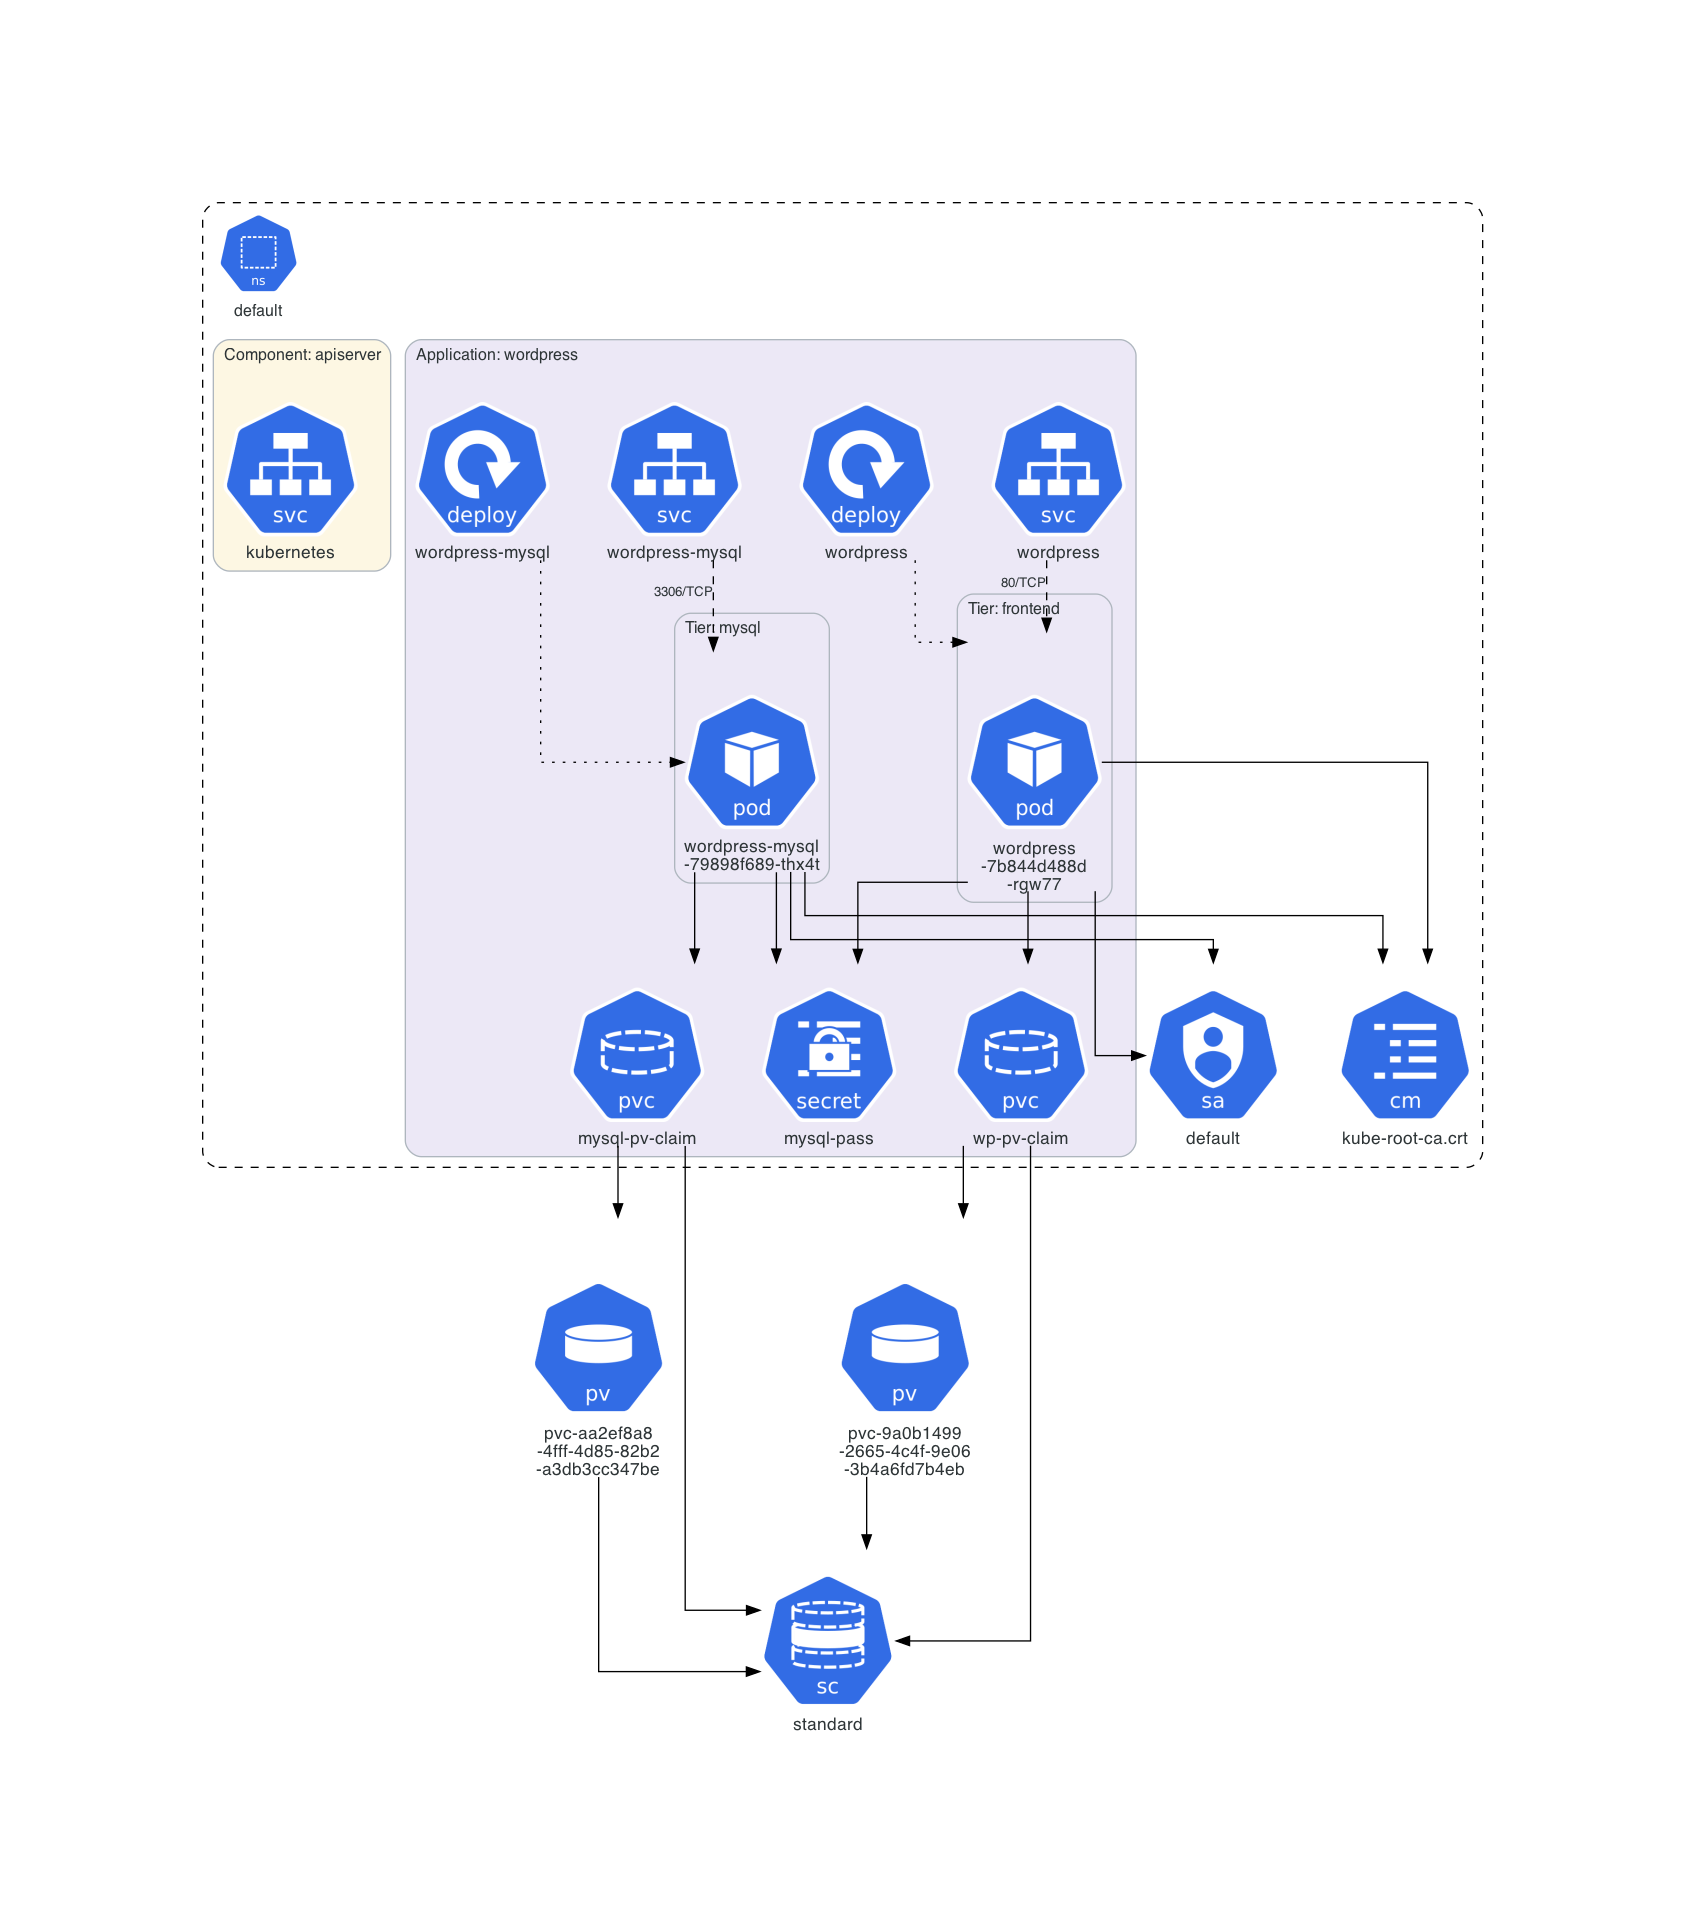 ns
default
Component: apiserver
Application: wordpress
svc
kubernetes
deploy
wordpress-mysql
svc
wordpress-mysql
deploy
wordpress
svc
wordpress
3306/TCP
80/TCP
Tier: mysql
Tier: frontend
pod
wordpress-mysql
-79898f689-thx4t
pod
wordpress
-7b844d488d
-rgw77
pvc
mysql-pv-claim
secret
mysql-pass
pvc
wp-pv-claim
sa
default
cm
kube-root-ca.crt
pv
pvc-aa2ef8a8
-4fff-4d85-82b2
-a3db3cc347be
pv
pvc-9a0b1499
-2665-4c4f-9e06
-3b4a6fd7b4eb
sc
standard